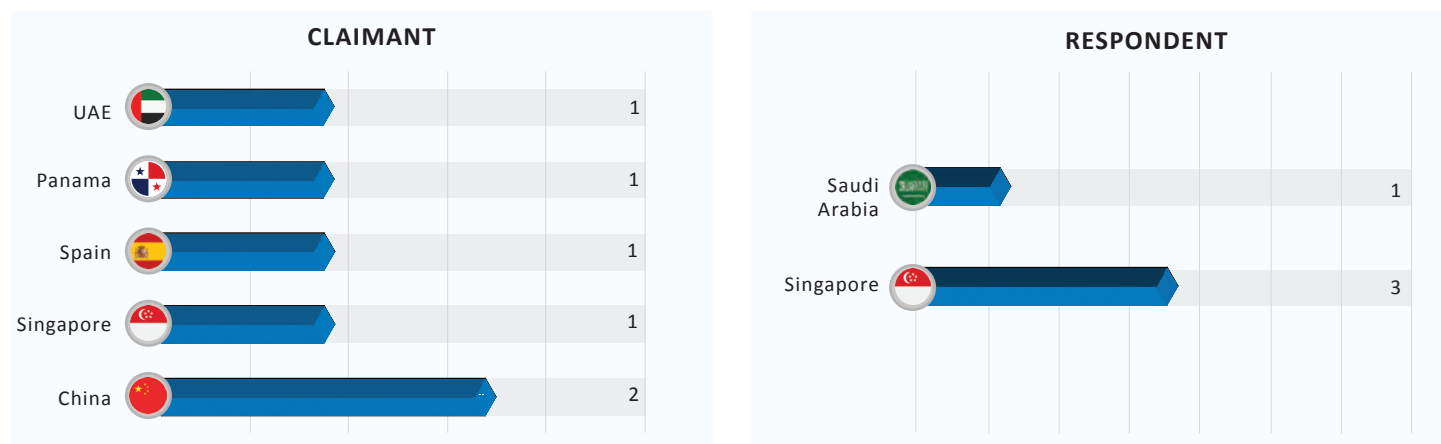 CLAIMANT
UAE 1
Panama 1
Spain 1
Singapore 1
China 2
RESPONDENT
Saudi
Arabia 1
Singapore 3